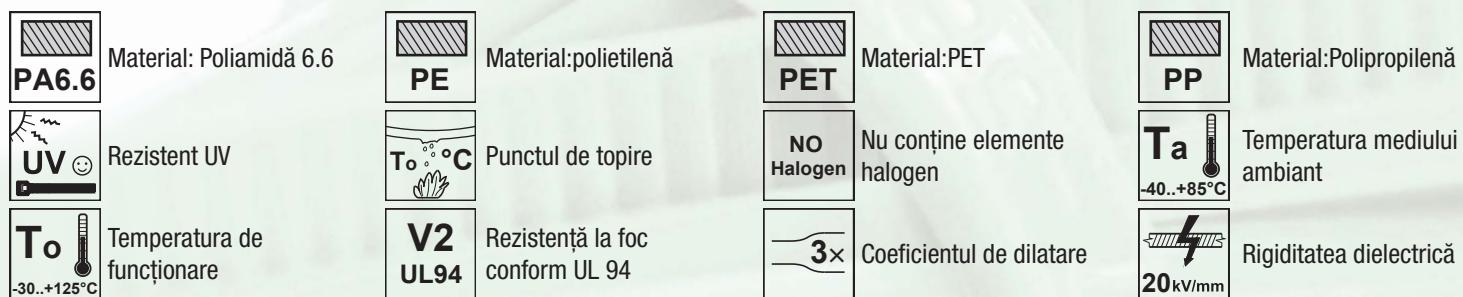 PA6.6
Material: Poliamidă 6.6
PE
Material:polietilenă
PET
Material:PET
PP
Material:Polipropilenă
UV
Rezistent UV
To °C
Punctul de topire
NO
Halogen
Nu conține elemente
halogen
Ta
-40..+85°C
Temperatura mediului
ambiant
To
-30..+125°C
Temperatura de
funcționare
V2
UL94
Rezistență la foc
conform UL 94
3×
Coeficientul de dilatare
20kV/mm
Rigiditatea dielectrică